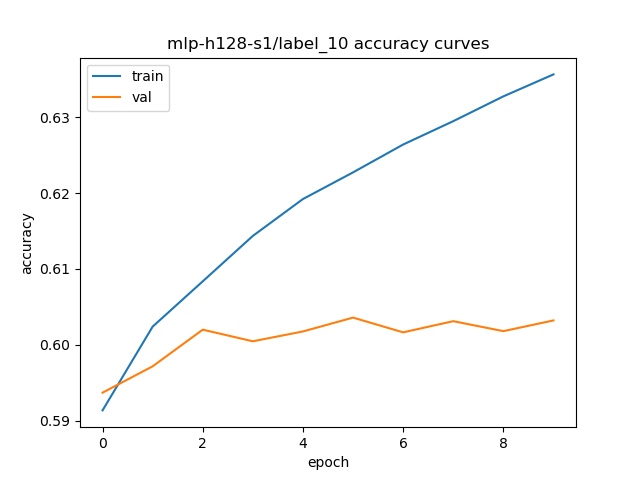 mlp-h128-s1/label_10 accuracy curves
train
val
0.63
0.62
0.61
0.60
0.59
accuracy
0 2 4 6 8
epoch